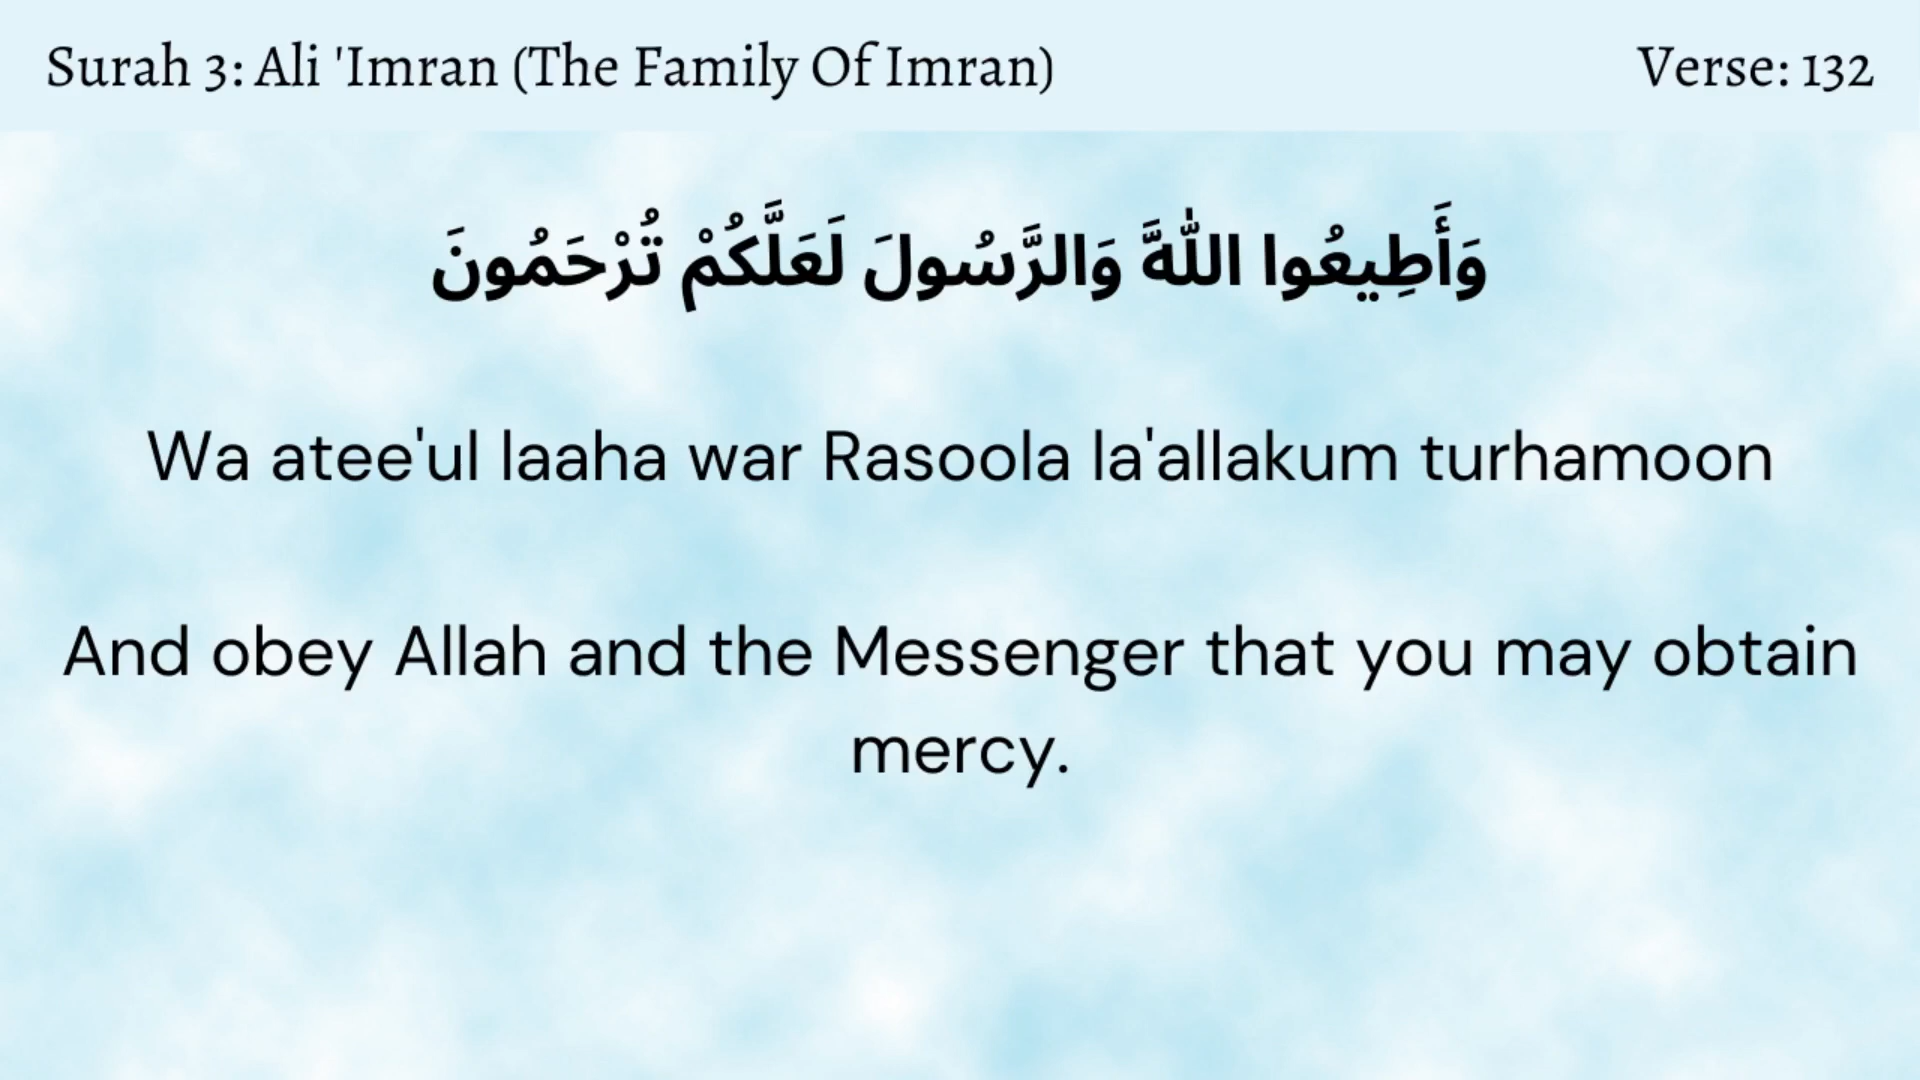 Surah 3: Ali 'Imran (The Family Of Imran)
Verse: 132
وَأَطِيعُوا اللَّهَ وَالرَّسُولَ لَعَلَّكُمْ تُرْحَمُونَ
Wa atee'ul laaha war Rasoola la'allakum turhamoon
And obey Allah and the Messenger that you may obtain
mercy.